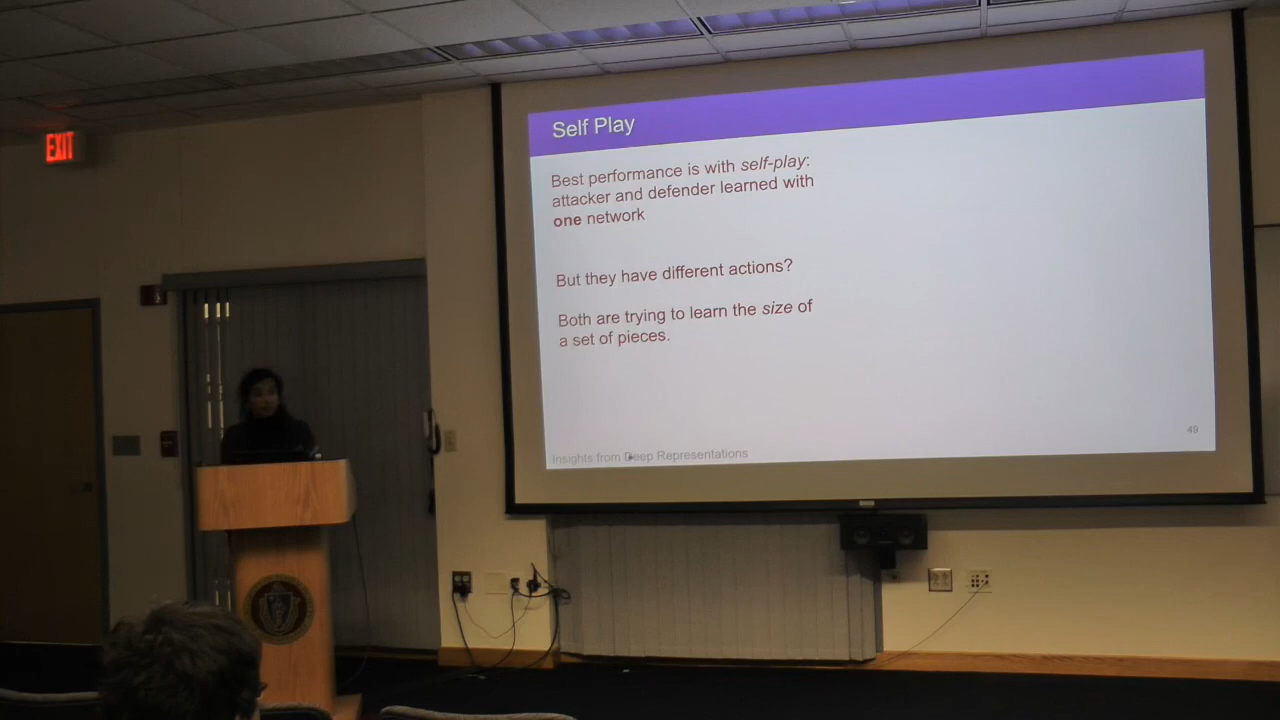 EXIT
Self Play
Best performance is with self-play:
attacker and defender learned with
one network
But they have different actions?
Both are trying to learn the size of
a set of pieces.
49
Insights from Deep Representations